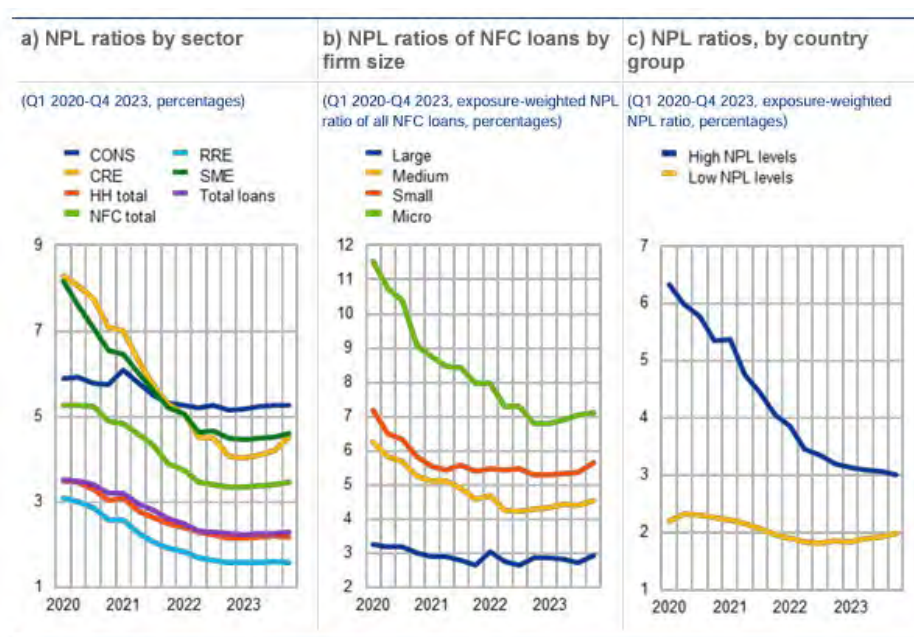 a) NPL ratios by sector
(Q1 2020-Q4 2023, percentages)
CONS
CRE
HH total
NFC total
RRE
SME
Total loans
9
7
5
3
1
2020 2021 2022 2023
b) NPL ratios of NFC loans by
firm size
(Q1 2020-Q4 2023, exposure-weighted NPL
ratio of all NFC loans, percentages)
Large
Medium
Small
Micro
12
11
10
9
8
7
6
5
4
3
2
2020 2021 2022 2023
c) NPL ratios, by country
group
(Q1 2020-Q4 2023, exposure-weighted
NPL ratio, percentages)
High NPL levels
Low NPL levels
7
6
5
4
3
2
1
2020 2021 2022 2023